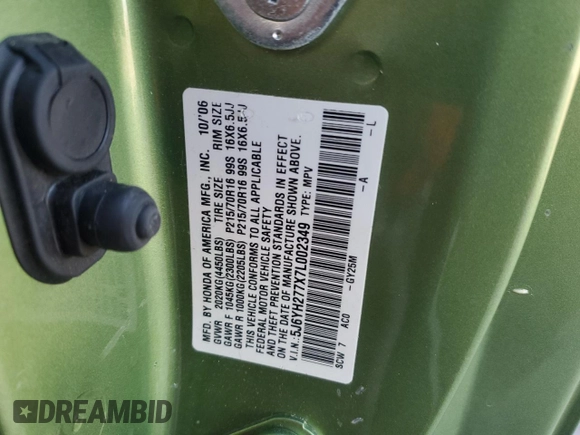 MFD. BY HONDA OF AMERICA MFG., INC. 10/'06
GVWR 2020KG(4450LBS) TIRE SIZE RIM SIZE
GAWR F 1045KG(2300LBS) P215/70R16 99S 16X6.5JJ
GAWR R 1000KG(2205LBS) P215/70R16 99S 16X6.5JJ
THIS VEHICLE CONFORMS TO ALL APPLICABLE
FEDERAL MOTOR VEHICLE SAFETY
AND THEFT PREVENTION STANDARDS IN EFFECT
ON THE DATE OF MANUFACTURE SHOWN ABOVE.
V.I.N.: 5J6YH277X7L002349 TYPE: MPV
SCW 7 AC0 -GY25M -A -L
DREAMBID